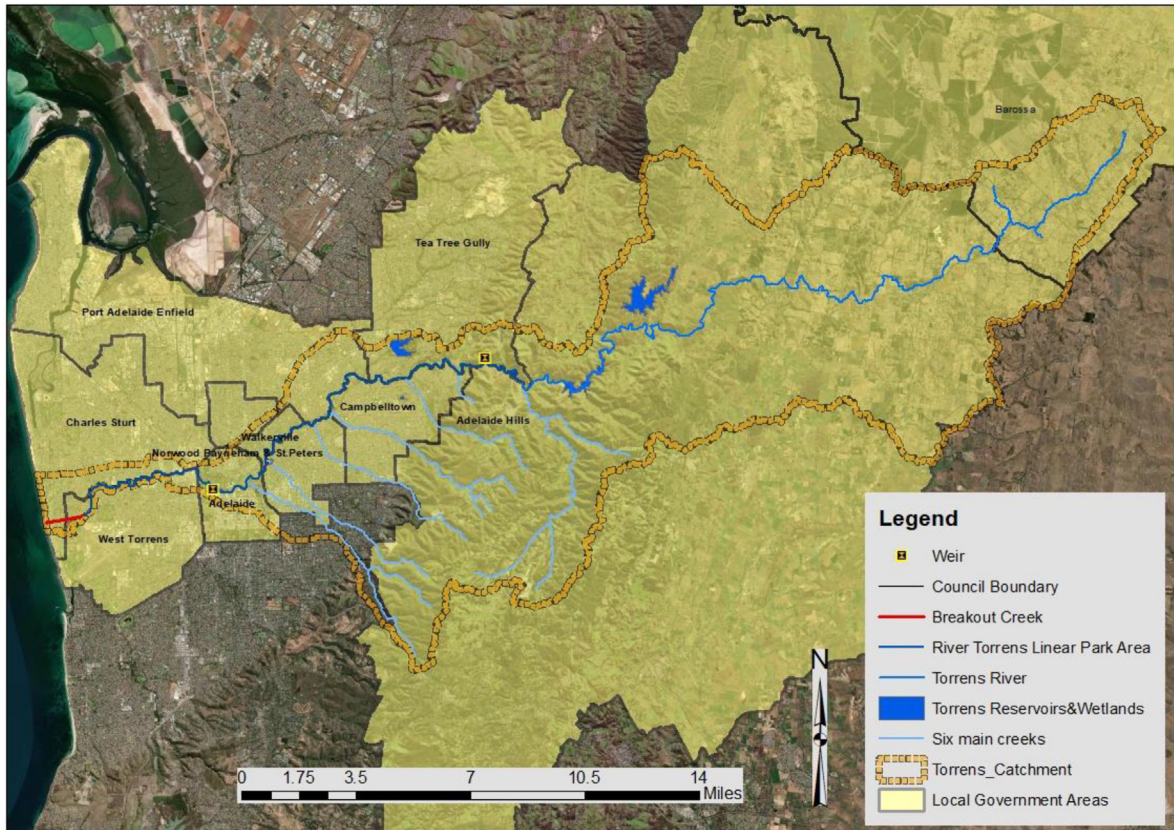 Barossa
Tea Tree Gully
Port Adelaide Enfield
Campbelltown
Adelaide Hills
Charles Sturt
Walkerville
Norwood Payneham & St.Peters
Adelaide
West Torrens
Legend
Weir
Council Boundary
Breakout Creek
River Torrens Linear Park Area
Torrens River
Torrens Reservoirs&Wetlands
Six main creeks
Torrens_Catchment
Local Government Areas
N
0 1.75 3.5 7 10.5 14
Miles